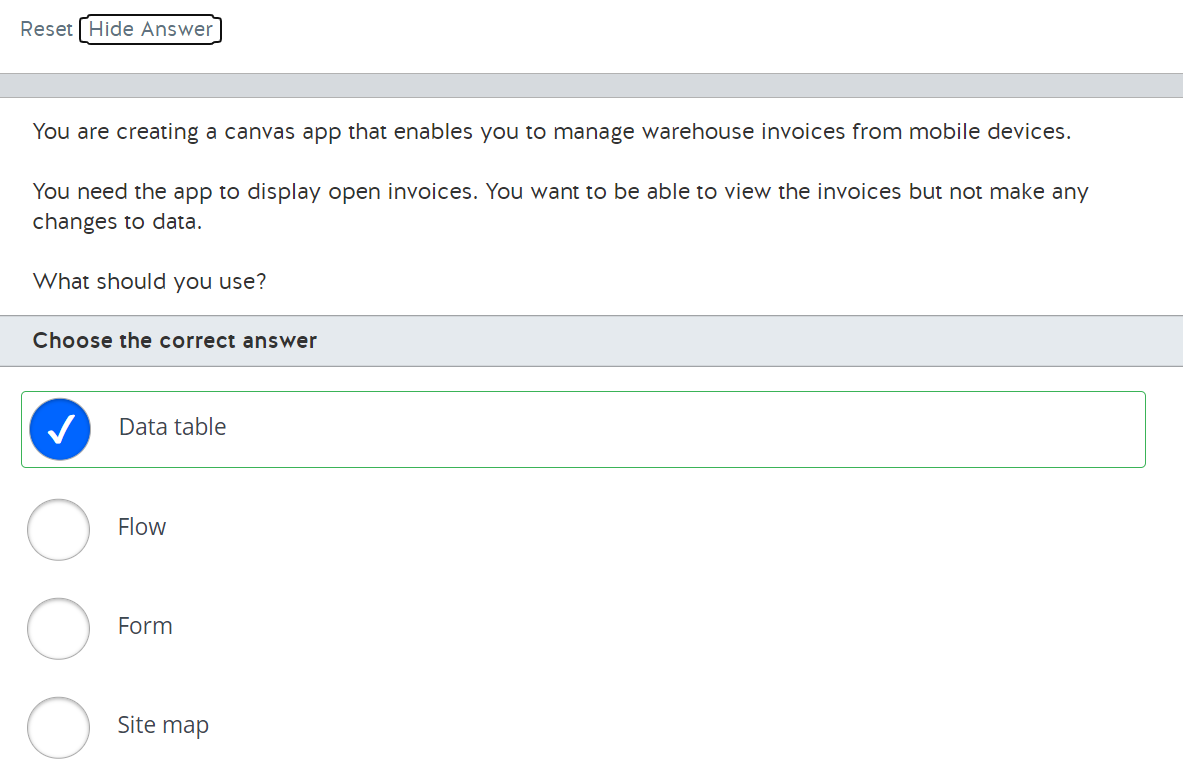 Reset Hide Answer
You are creating a canvas app that enables you to manage warehouse invoices from mobile devices.
You need the app to display open invoices. You want to be able to view the invoices but not make any
changes to data.
What should you use?
Choose the correct answer
Data table
Flow
Form
Site map